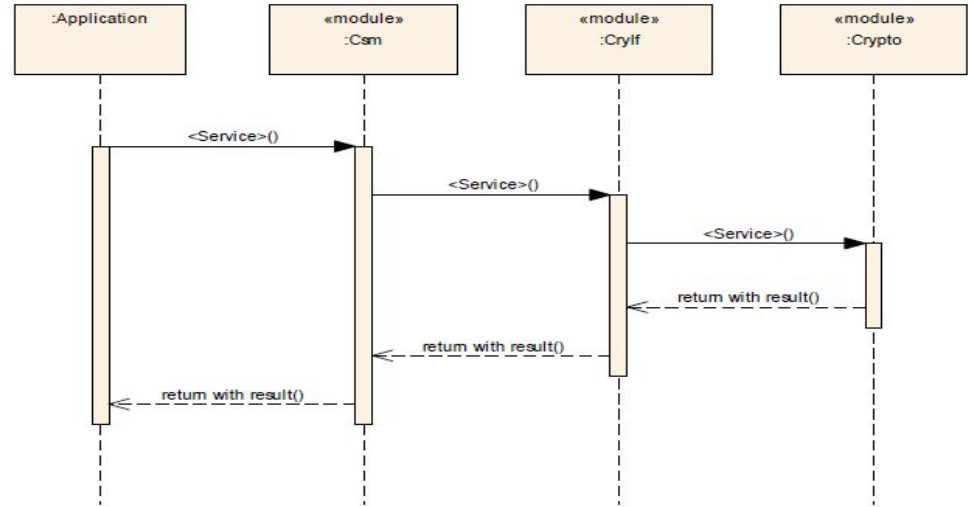 :Application
«module»
:Csm
«module»
:CryIf
«module»
:Crypto
<Service>()
<Service>()
<Service>()
return with result()
return with result()
return with result()